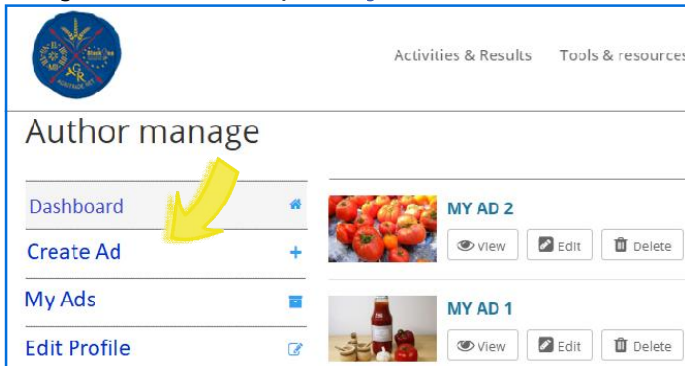 Activities & Results Tools & resources
Author manage
Dashboard
Create Ad
My Ads
Edit Profile
MY AD 2
View Edit Delete
MY AD 1
View Edit Delete